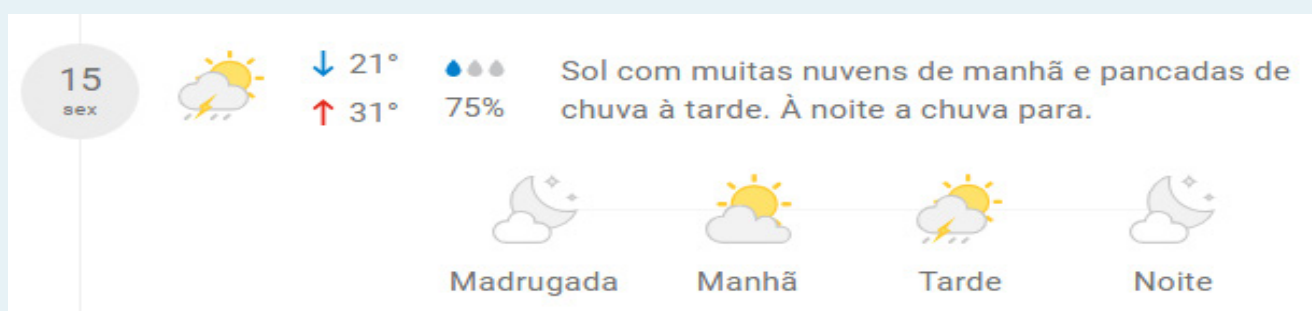 15
sex
↓ 21°
↑ 31°
75%
Sol com muitas nuvens de manhã e pancadas de
chuva à tarde. À noite a chuva para.
Madrugada Manhã Tarde Noite